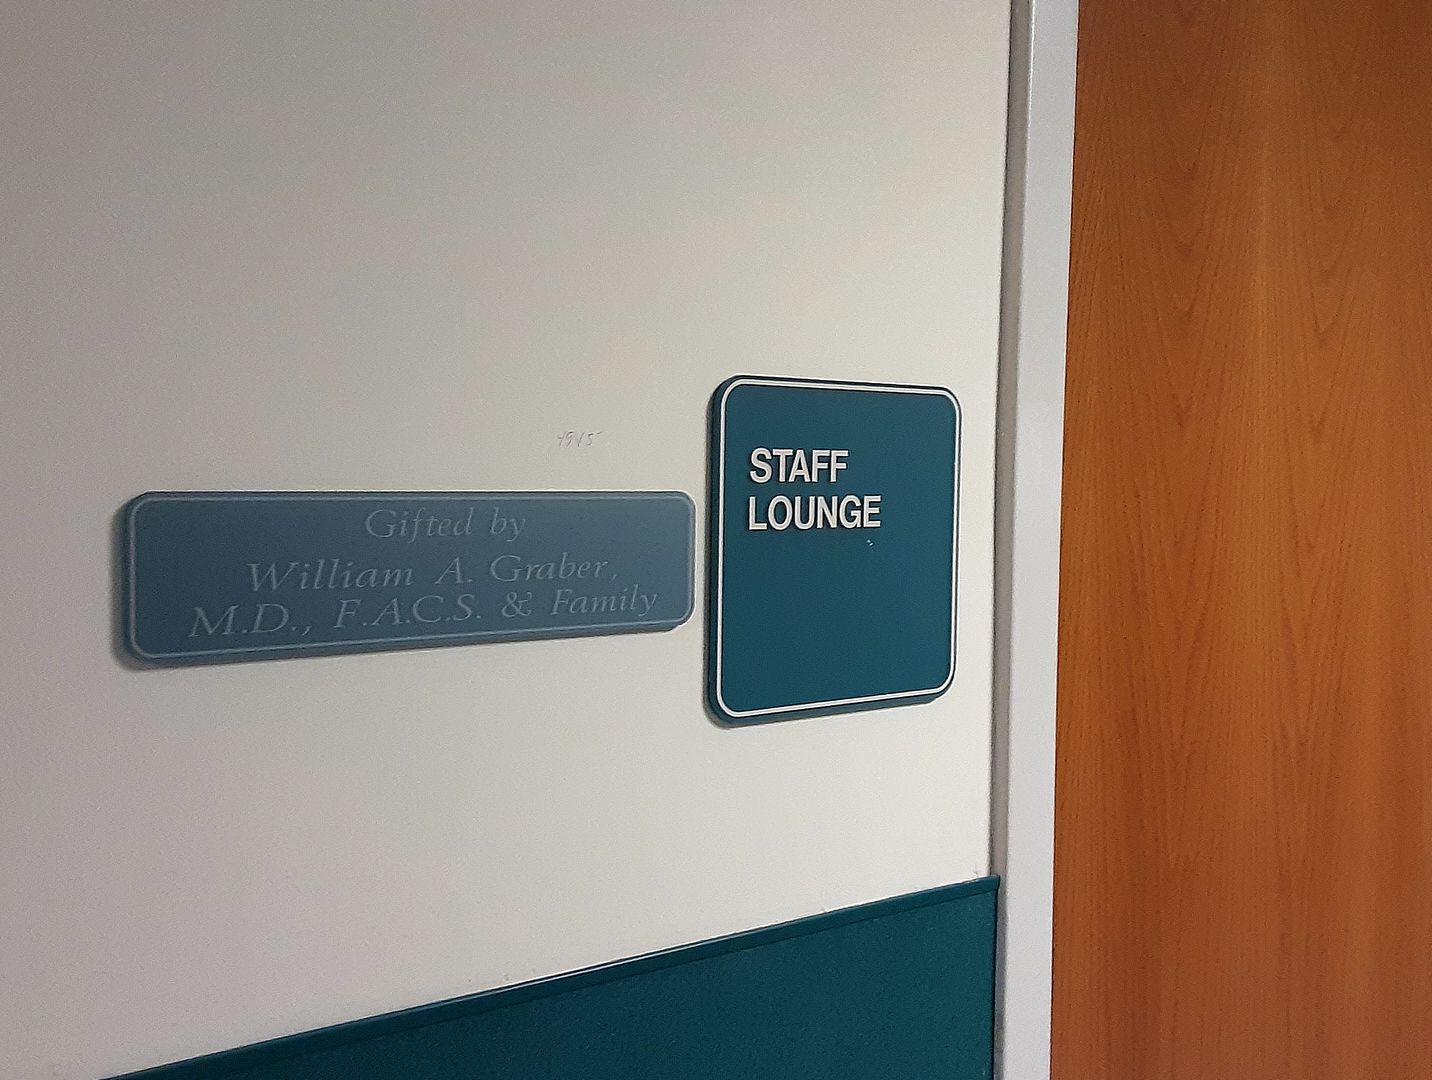 Gifted by
William A. Graber,
M.D., F.A.C.S. & Family
STAFF
LOUNGE